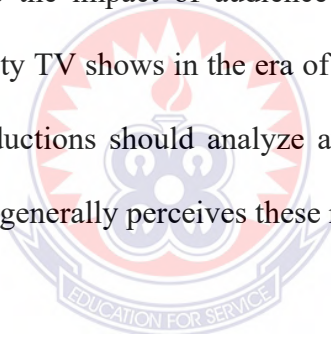 the impact of audience
ty TV shows in the era of
ductions should analyze a
generally perceives these
EDUCATION FOR SERVICE